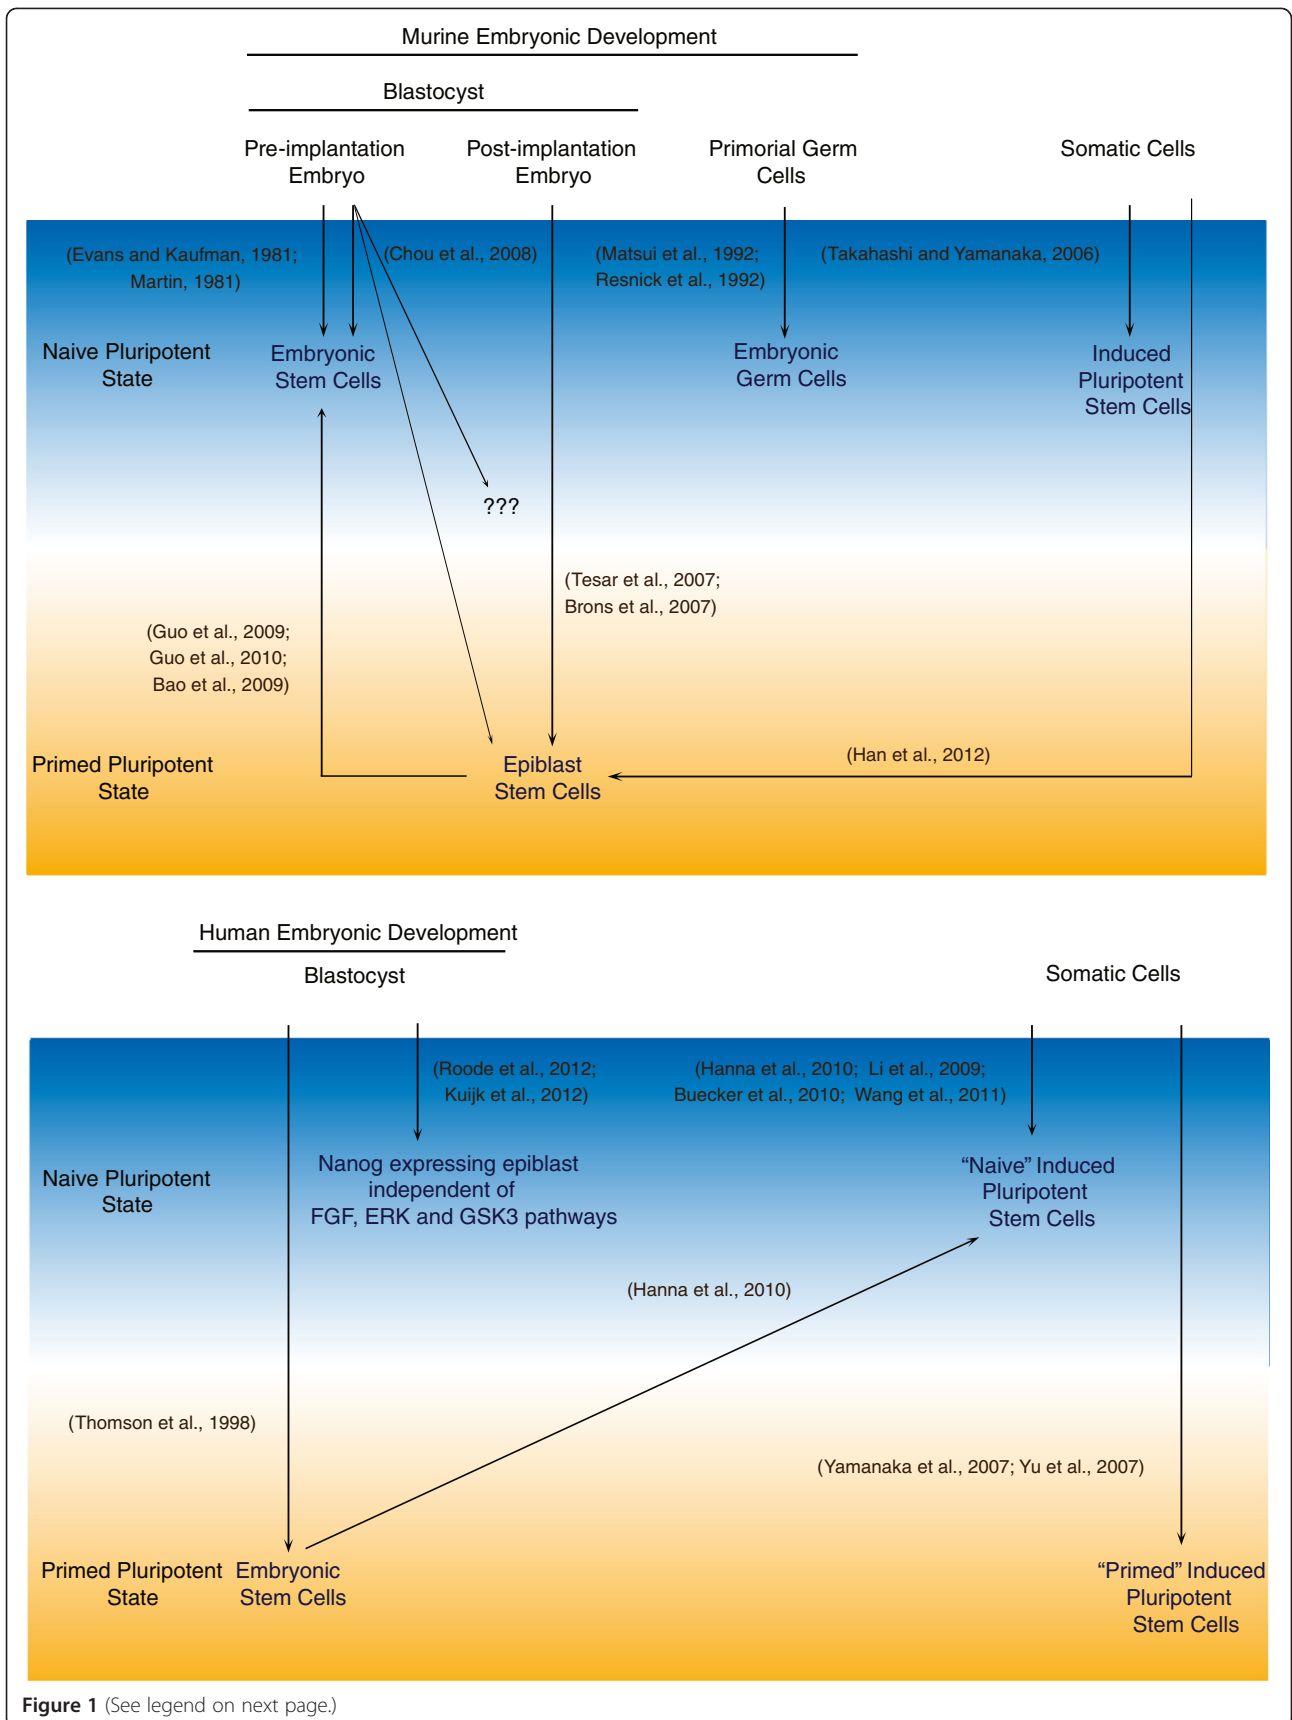 Murine Embryonic Development
Blastocyst
Pre-implantation
Embryo
Post-implantation
Embryo
Primorial Germ
Cells
Somatic Cells
(Evans and Kaufman, 1981;
Martin, 1981)
(Chou et al., 2008)
(Matsui et al., 1992;
Resnick et al., 1992)
(Takahashi and Yamanaka, 2006)
Naive Pluripotent
State
Embryonic
Stem Cells
Embryonic
Germ Cells
Induced
Pluripotent
Stem Cells
???
(Tesar et al., 2007;
Brons et al., 2007)
(Guo et al., 2009;
Guo et al., 2010;
Bao et al., 2009)
Primed Pluripotent
State
Epiblast
Stem Cells
(Han et al., 2012)
Human Embryonic Development
Blastocyst
Somatic Cells
(Roode et al., 2012;
Kuijk et al., 2012)
(Hanna et al., 2010; Li et al., 2009;
Buecker et al., 2010; Wang et al., 2011)
Naive Pluripotent
State
Nanog expressing epiblast
independent of
FGF, ERK and GSK3 pathways
“Naive” Induced
Pluripotent
Stem Cells
(Hanna et al., 2010)
(Thomson et al., 1998)
(Yamanaka et al., 2007; Yu et al., 2007)
Primed Pluripotent
State
Embryonic
Stem Cells
“Primed” Induced
Pluripotent
Stem Cells
Figure 1 (See legend on next page.)